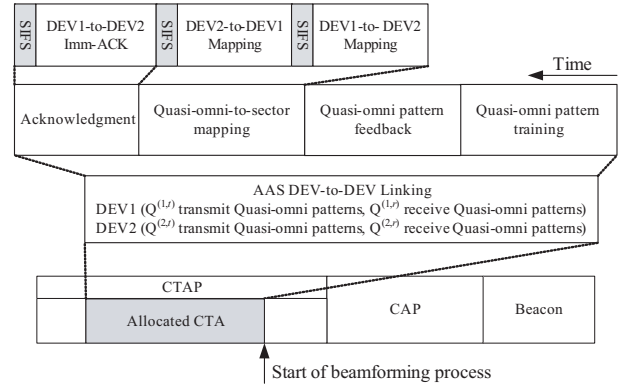 SIFS
DEV1-to-DEV2
Imm-ACK
SIFS
DEV2-to-DEV1
Mapping
SIFS
DEV1-to- DEV2
Mapping
Time
Acknowledgment
Quasi-omni-to-sector
mapping
Quasi-omni pattern
feedback
Quasi-omni pattern
training
AAS DEV-to-DEV Linking
DEV1 (Q^(1,t) transmit Quasi-omni patterns, Q^(1,r) receive Quasi-omni patterns)
DEV2 (Q^(2,t) transmit Quasi-omni patterns, Q^(2,r) receive Quasi-omni patterns)
CTAP
Allocated CTA
CAP
Beacon
Start of beamforming process